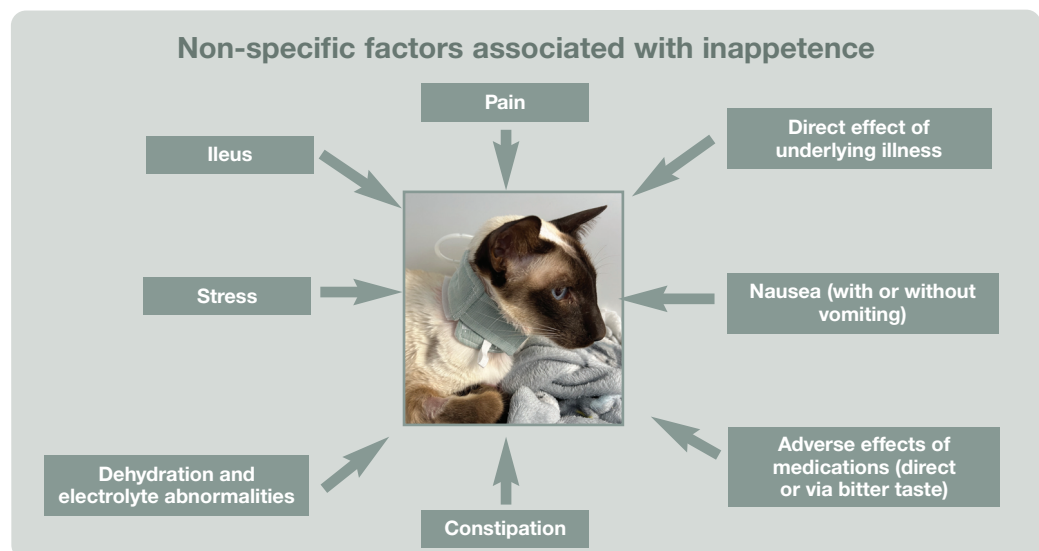 Non-specific factors associated with inappetence
Pain
Direct effect of
underlying illness
Ileus
Stress
Nausea (with or without
vomiting)
Dehydration and
electrolyte abnormalities
Adverse effects of
medications (direct
or via bitter taste)
Constipation